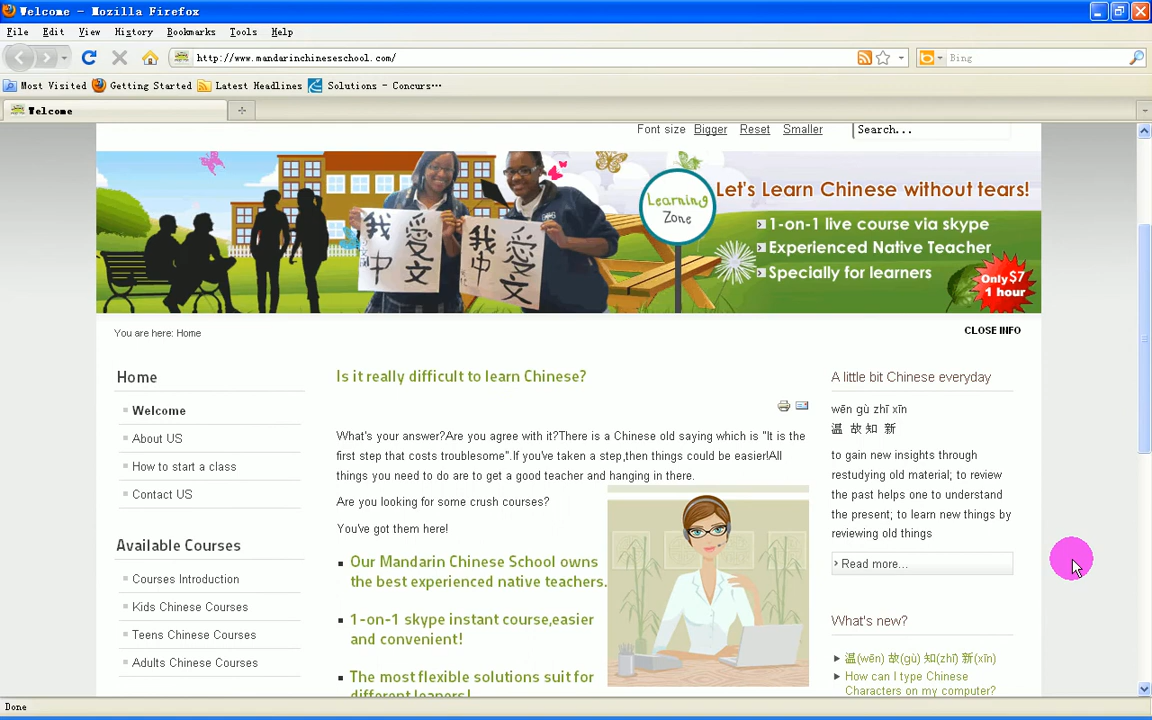 Welcome - Mozilla Firefox
File Edit View History Bookmarks Tools Help
http://www.mandarinchineseschool.com/
Bing
Most Visited Getting Started Latest Headlines Solutions - Concurs...
Welcome
Font size Bigger Reset Smaller Search...
Learning Zone
Let's Learn Chinese without tears!
1-on-1 live course via skype
Experienced Native Teacher
Specially for learners
Only $7
1 hour
我 愛
中 文
我 愛
中 文
You are here: Home
CLOSE INFO
Home
Welcome
About US
How to start a class
Contact US
Available Courses
Courses Introduction
Kids Chinese Courses
Teens Chinese Courses
Adults Chinese Courses
Is it really difficult to learn Chinese?
What's your answer?Are you agree with it?There is a Chinese old saying which is "It is the
first step that costs troublesome".If you've taken a step,then things could be easier!All
things you need to do are to get a good teacher and hanging in there.
Are you looking for some crush courses?
You've got them here!
Our Mandarin Chinese School owns
the best experienced native teachers.
1-on-1 skype instant course,easier
and convenient!
The most flexible solutions suit for
different leaners!
A little bit Chinese everyday
wēn gù zhī xīn
温 故 知 新
to gain new insights through
restudying old material; to review
the past helps one to understand
the present; to learn new things by
reviewing old things
Read more...
What's new?
温(wēn) 故(gù) 知(zhī) 新(xīn)
How can I type Chinese
Characters on my computer?
Done